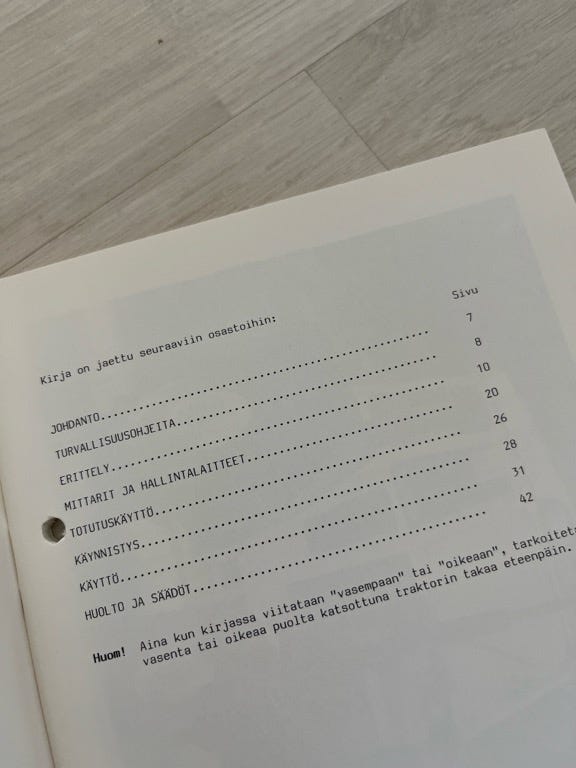 Sivu
Kirja on jaettu seuraaviin osastoihin:
JOHDANTO.................................................. 7
TURVALLISUUSOHJEITA........................................ 8
ERITTELY.................................................. 10
MITTARIT JA HALLINTALAITTEET................................ 20
TOTUTUSKÄYTTÖ............................................. 26
KÄYNNISTYS................................................ 28
KÄYTTÖ.................................................... 31
HUOLTO JA SÄÄDÖT.......................................... 42
Huom! Aina kun kirjassa viitataan "vasempaan" tai "oikeaan", tarkoiteta
vasenta tai oikeaa puolta katsottuna traktorin takaa eteenpäin.